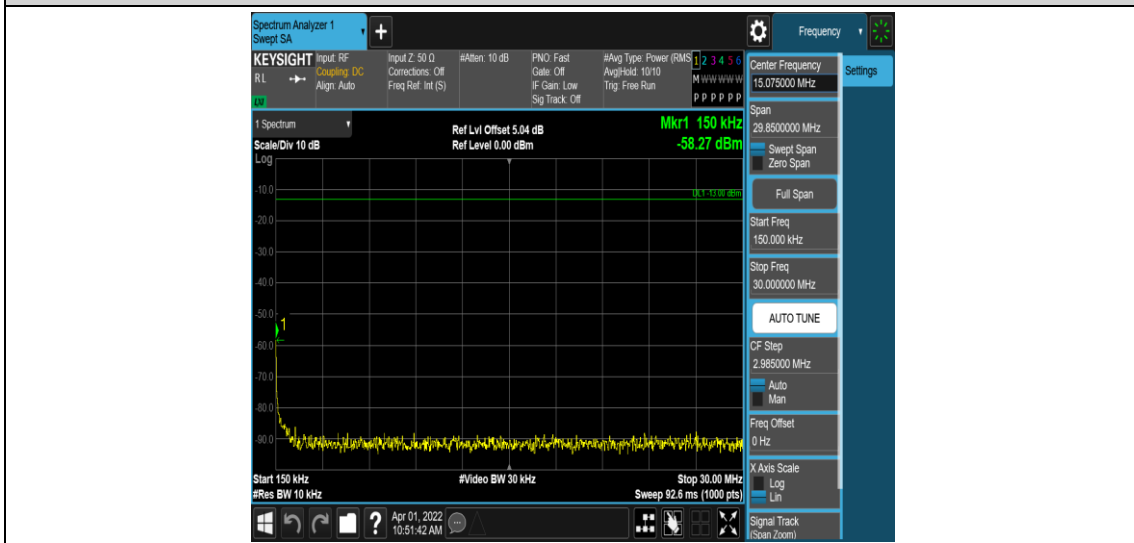 Spectrum Analyzer 1
Swept SA
+
Frequency
KEYSIGHT
RL
LXI
Input: RF
Coupling: DC
Align: Auto
Input Z: 50 Ω
Corrections: Off
Freq Ref: Int (S)
#Atten: 10 dB
PNO: Fast
Gate: Off
IF Gain: Low
Sig Track: Off
#Avg Type: Power (RMS
Avg|Hold: 10/10
Trig: Free Run
1 2 3 4 5 6
M W W W W W
P P P P P P
1 Spectrum
Scale/Div 10 dB
Log
Ref Lvl Offset 5.04 dB
Ref Level 0.00 dBm
Mkr1 150 kHz
-58.27 dBm
DL1 -13.00 dBm
-10.0
-20.0
-30.0
-40.0
-50.0
1
-60.0
-70.0
-80.0
-90.0
Start 150 kHz
#Video BW 30 kHz
Stop 30.00 MHz
#Res BW 10 kHz
Sweep 92.6 ms (1000 pts)
?
Apr 01, 2022
10:51:42 AM
Center Frequency
15.075000 MHz
Settings
Span
29.8500000 MHz
Swept Span
Zero Span
Full Span
Start Freq
150.000 kHz
Stop Freq
30.000000 MHz
AUTO TUNE
CF Step
2.985000 MHz
Auto
Man
Freq Offset
0 Hz
X Axis Scale
Log
Lin
Signal Track
(Span Zoom)